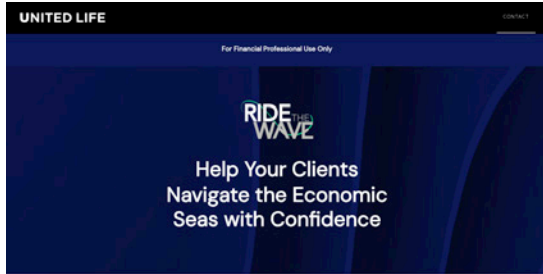 UNITED LIFE
CONTACT
For Financial Professional Use Only
RIDE THE
WAVE
Help Your Clients
Navigate the Economic
Seas with Confidence